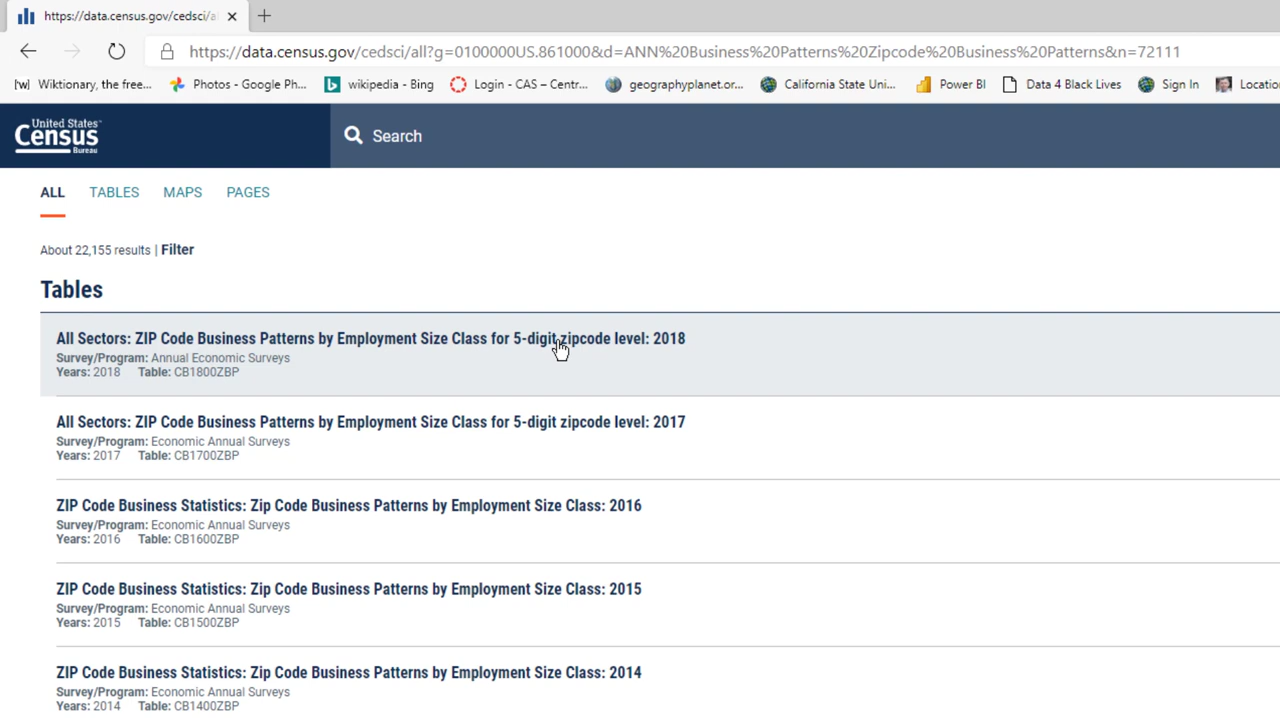 https://data.census.gov/cedsci/a
https://data.census.gov/cedsci/all?g=0100000US.861000&d=ANN%20Business%20Patterns%20Zipcode%20Business%20Patterns&n=72111
[w] Wiktionary, the free... Photos - Google Ph... wikipedia - Bing Login - CAS – Centr... geographyplanet.or... California State Uni... Power BI Data 4 Black Lives Sign In Locatio
United States™
Census
Bureau
Search
ALL TABLES MAPS PAGES
About 22,155 results | Filter
Tables
All Sectors: ZIP Code Business Patterns by Employment Size Class for 5-digit zipcode level: 2018
Survey/Program: Annual Economic Surveys
Years: 2018 Table: CB1800ZBP
All Sectors: ZIP Code Business Patterns by Employment Size Class for 5-digit zipcode level: 2017
Survey/Program: Economic Annual Surveys
Years: 2017 Table: CB1700ZBP
ZIP Code Business Statistics: Zip Code Business Patterns by Employment Size Class: 2016
Survey/Program: Economic Annual Surveys
Years: 2016 Table: CB1600ZBP
ZIP Code Business Statistics: Zip Code Business Patterns by Employment Size Class: 2015
Survey/Program: Economic Annual Surveys
Years: 2015 Table: CB1500ZBP
ZIP Code Business Statistics: Zip Code Business Patterns by Employment Size Class: 2014
Survey/Program: Economic Annual Surveys
Years: 2014 Table: CB1400ZBP